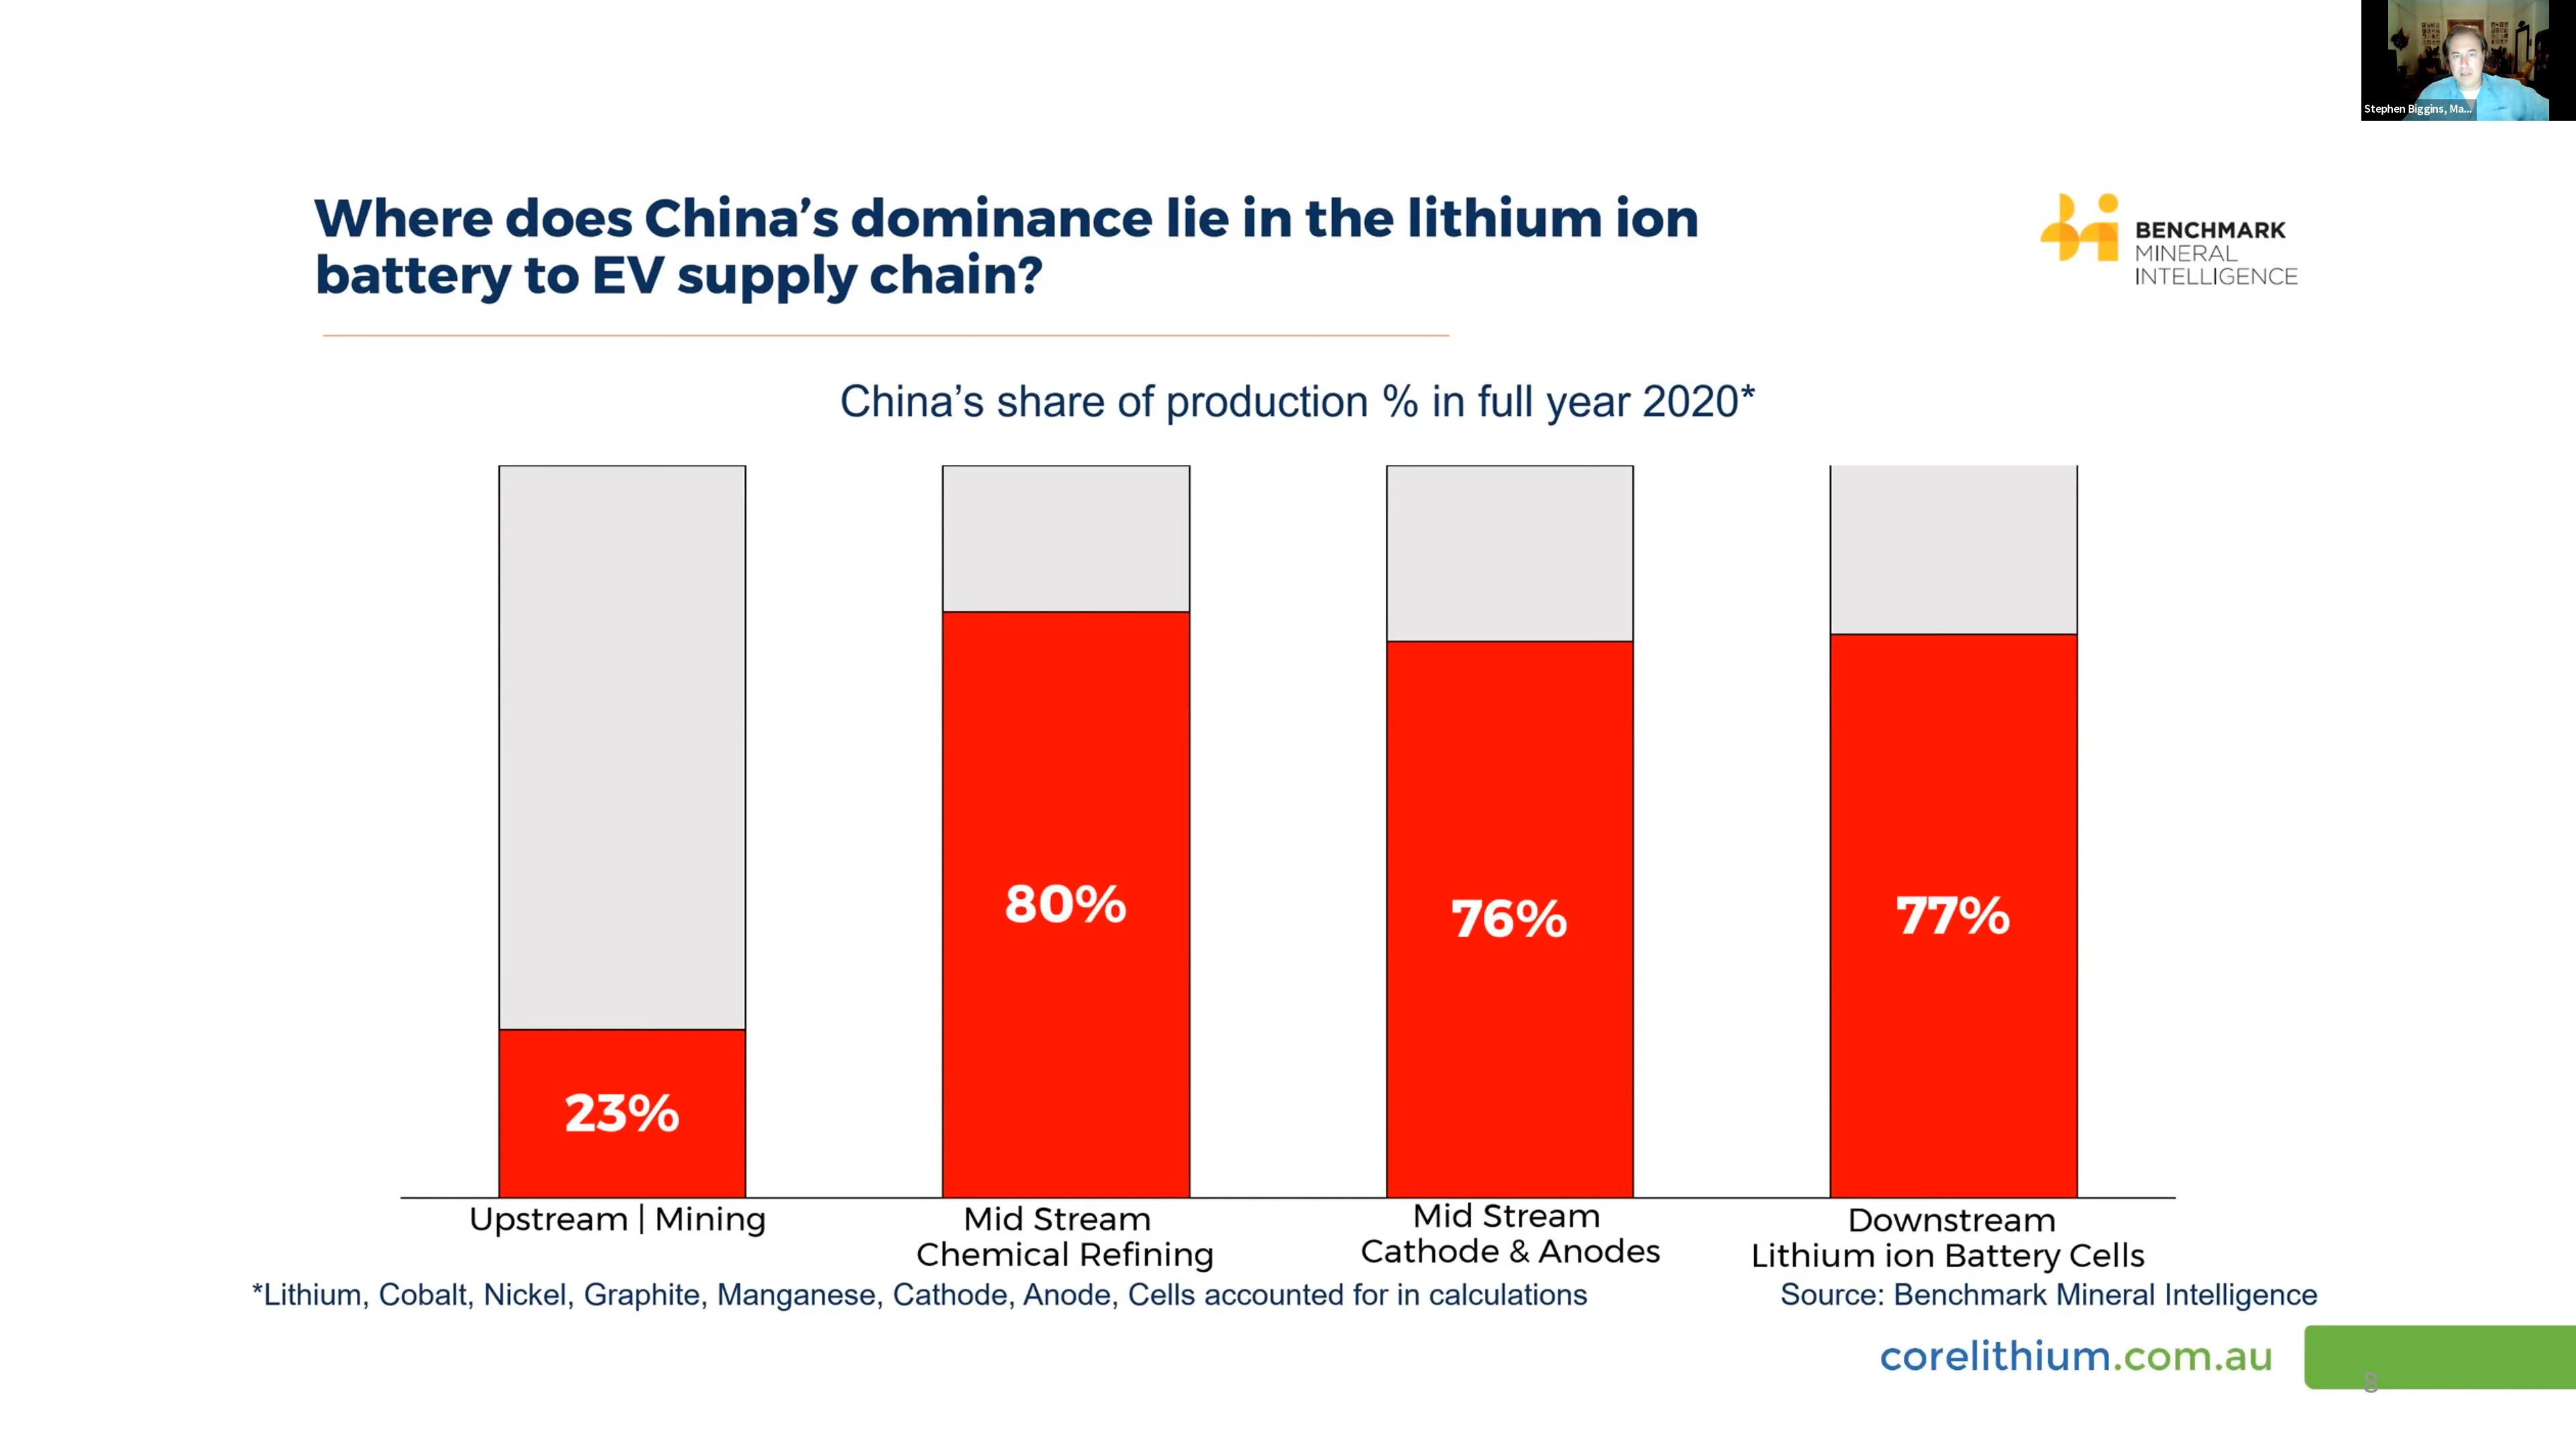 Stephen Biggins, Ma...
Where does China’s dominance lie in the lithium ion
battery to EV supply chain?
BENCHMARK
MINERAL
INTELLIGENCE
China’s share of production % in full year 2020*
23%
80%
76%
77%
Upstream | Mining
Mid Stream
Chemical Refining
Mid Stream
Cathode & Anodes
Downstream
Lithium ion Battery Cells
*Lithium, Cobalt, Nickel, Graphite, Manganese, Cathode, Anode, Cells accounted for in calculations
Source: Benchmark Mineral Intelligence
corelithium.com.au
8